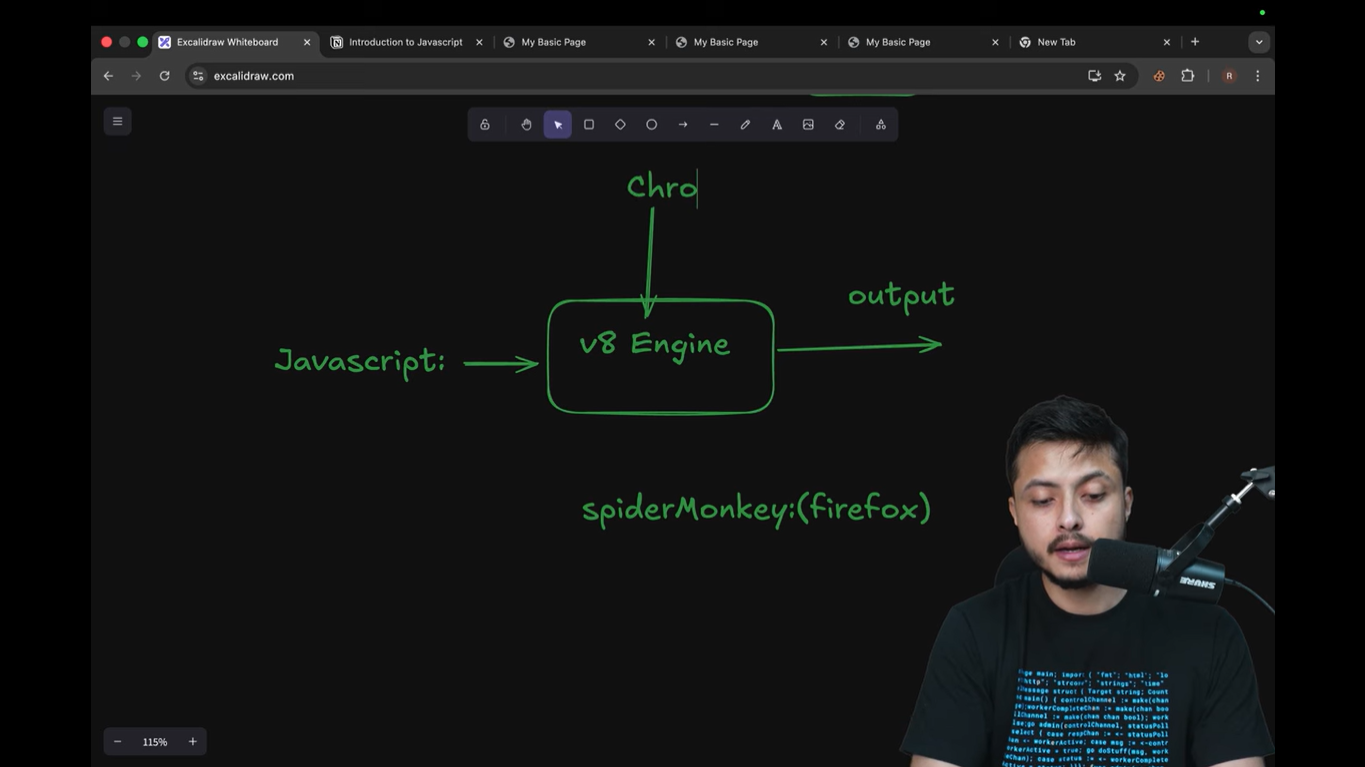 Excalidraw Whiteboard
Introduction to Javascript
My Basic Page
My Basic Page
My Basic Page
New Tab
excalidraw.com
R
Chro
output
v8 Engine
Javascript:
spiderMonkey:(firefox)
SHURE
115%